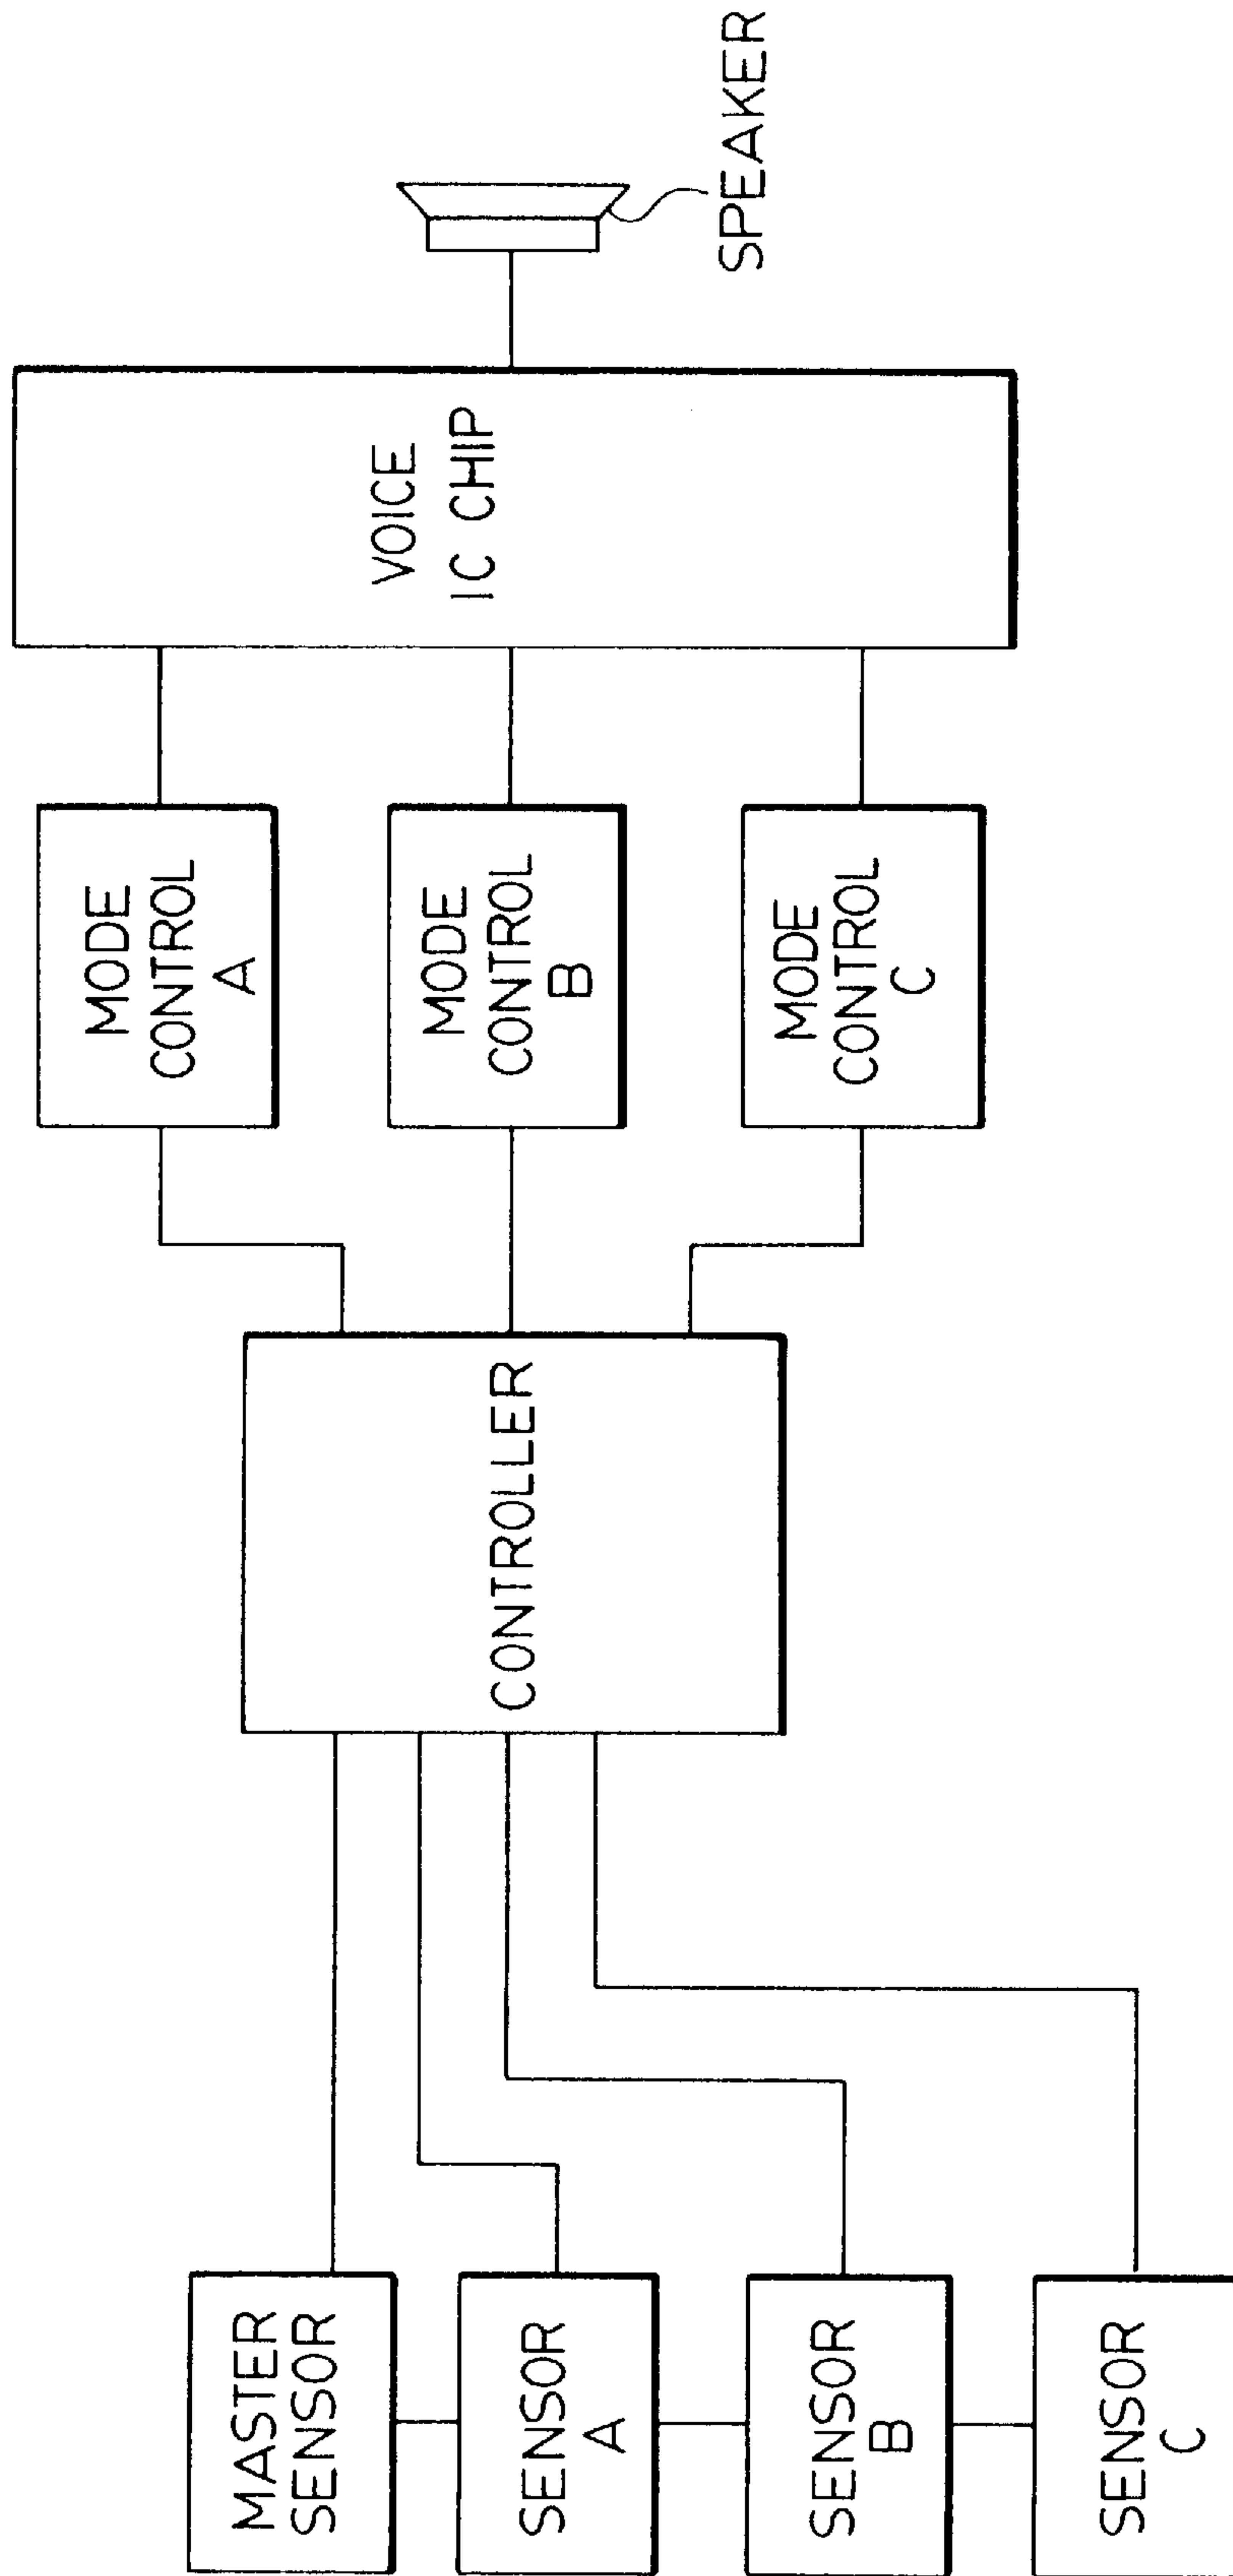 MASTER
SENSOR
SENSOR
A
SENSOR
B
SENSOR
C
CONTROLLER
MODE
CONTROL
A
MODE
CONTROL
B
MODE
CONTROL
C
VOICE
IC CHIP
SPEAKER